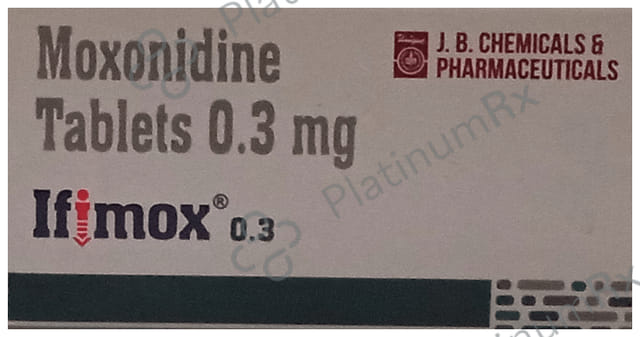 Moxonidine
Tablets 0.3 mg
Ifimox® 0.3
J. B. CHEMICALS &
PHARMACEUTICALS
PlatinumRx